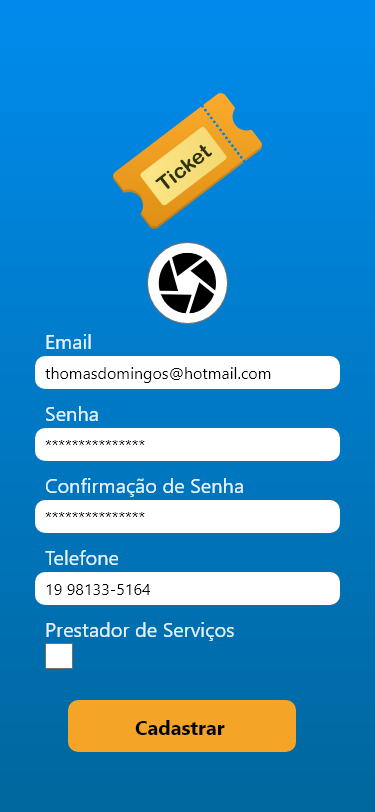 Ticket
Email
thomasdomingos@hotmail.com
Senha
***************
Confirmação de Senha
***************
Telefone
19 98133-5164
Prestador de Serviços
Cadastrar